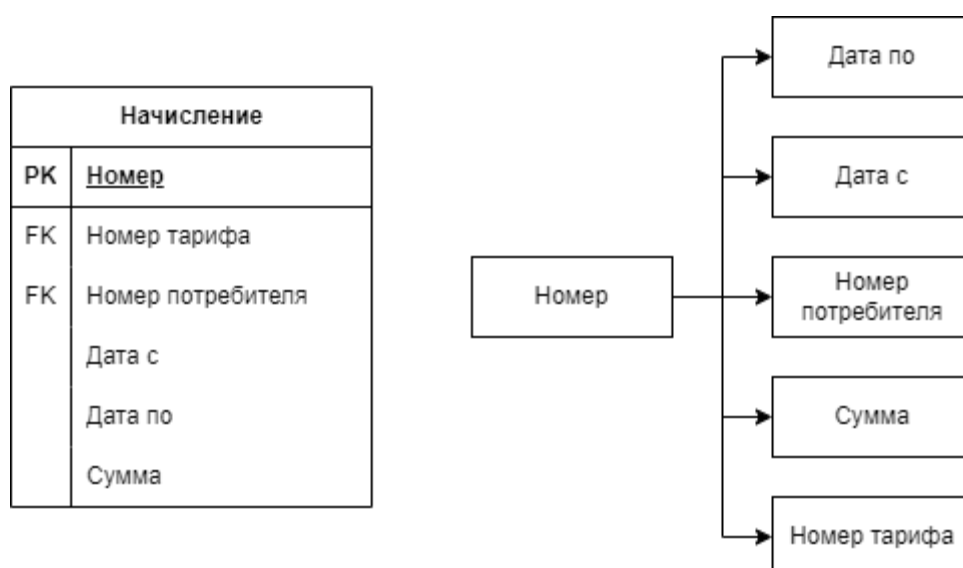 Начисление
PK Номер
FK Номер тарифа
FK Номер потребителя
Дата с
Дата по
Сумма
Номер
Дата по
Дата с
Номер
потребителя
Сумма
Номер тарифа